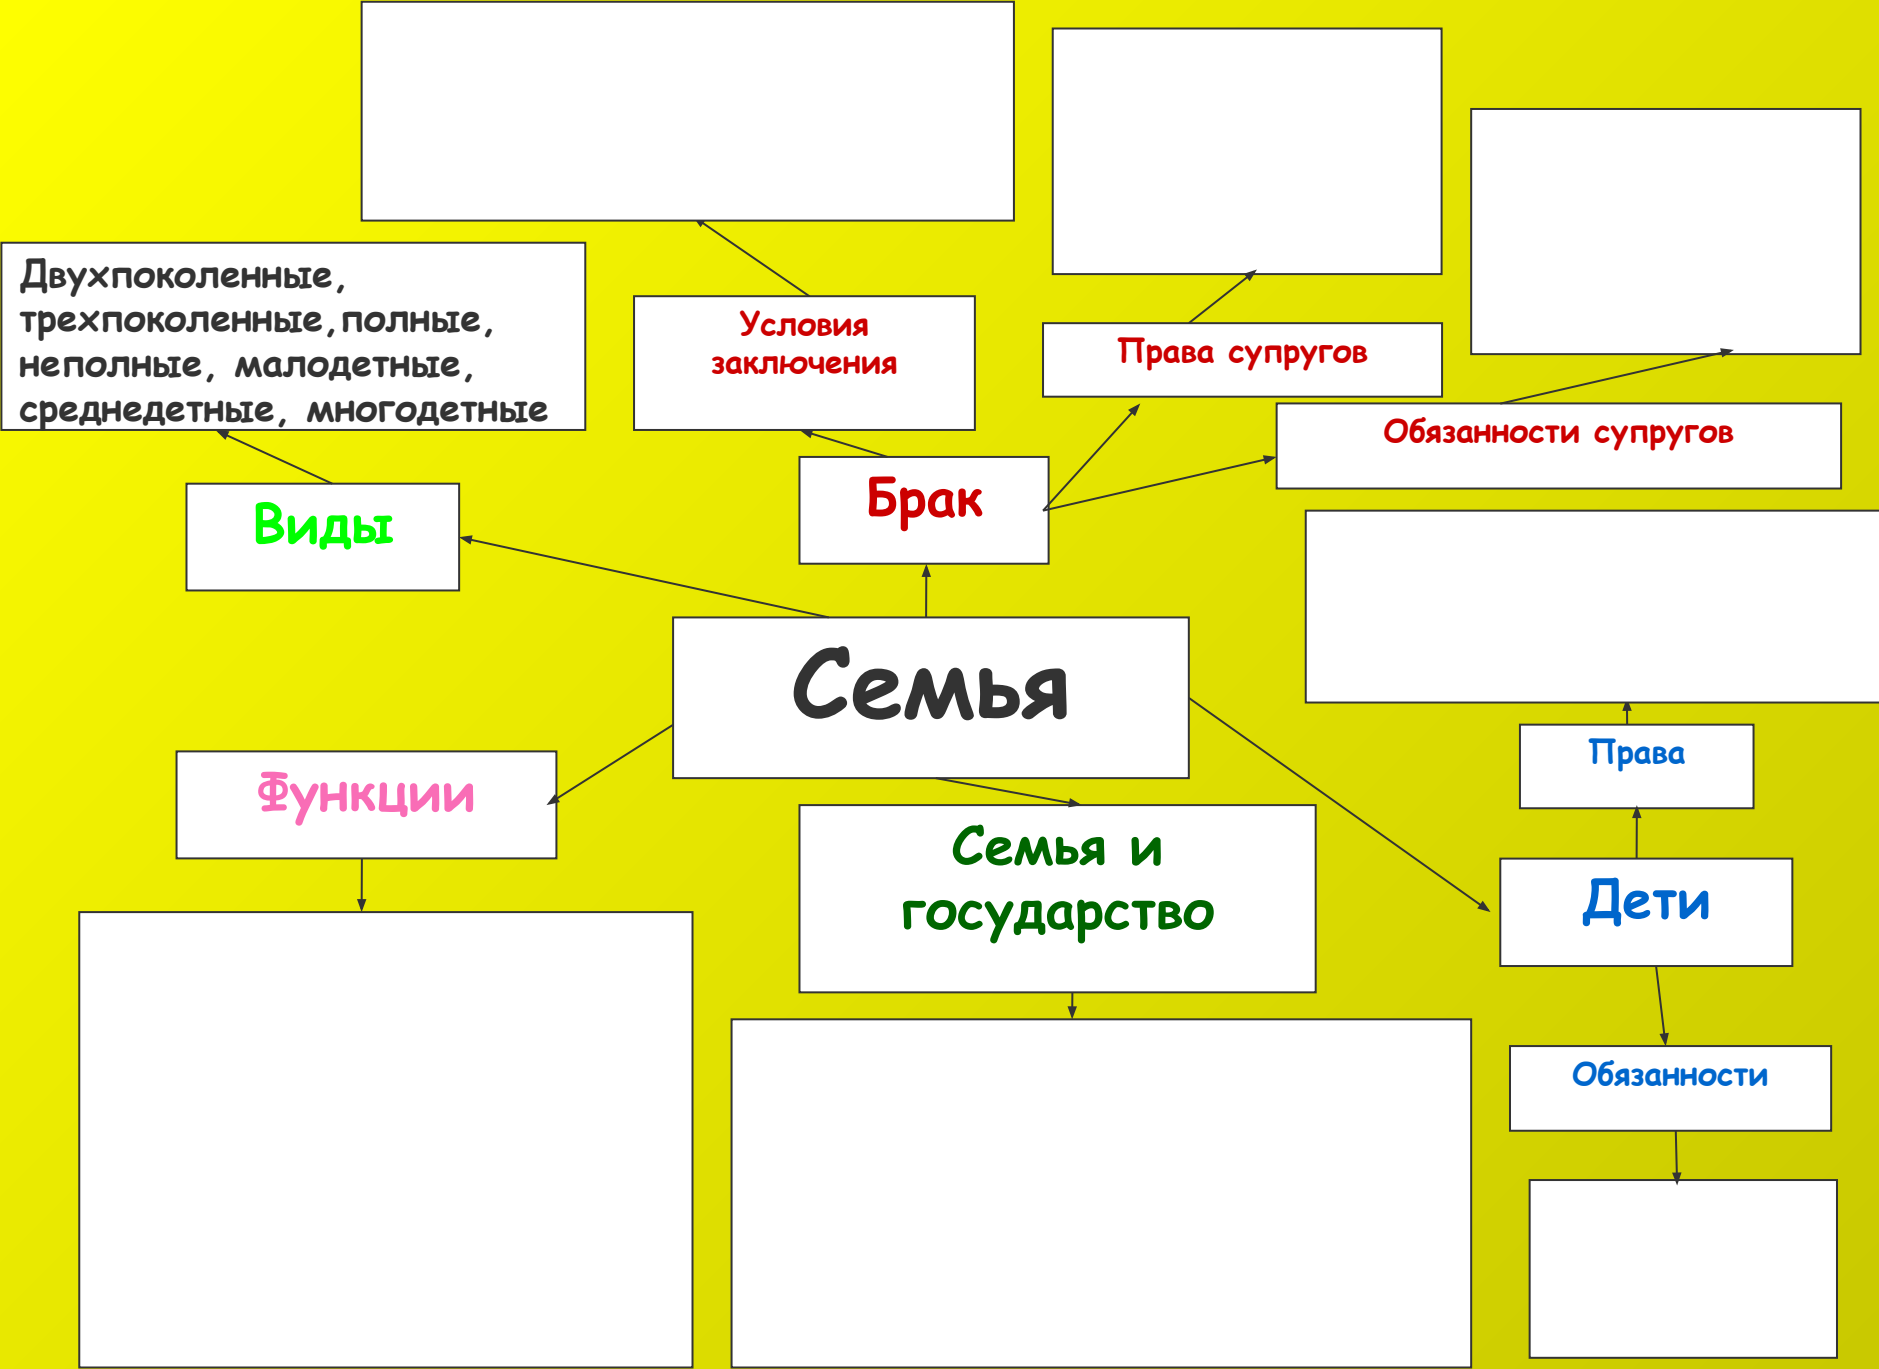 Двухпоколенные,
трехпоколенные,полные,
неполные, малодетные,
среднедетные, многодетные
Условия
заключения
Права супругов
Обязанности супругов
Брак
Виды
Семья
Функции
Семья и
государство
Права
Дети
Обязанности